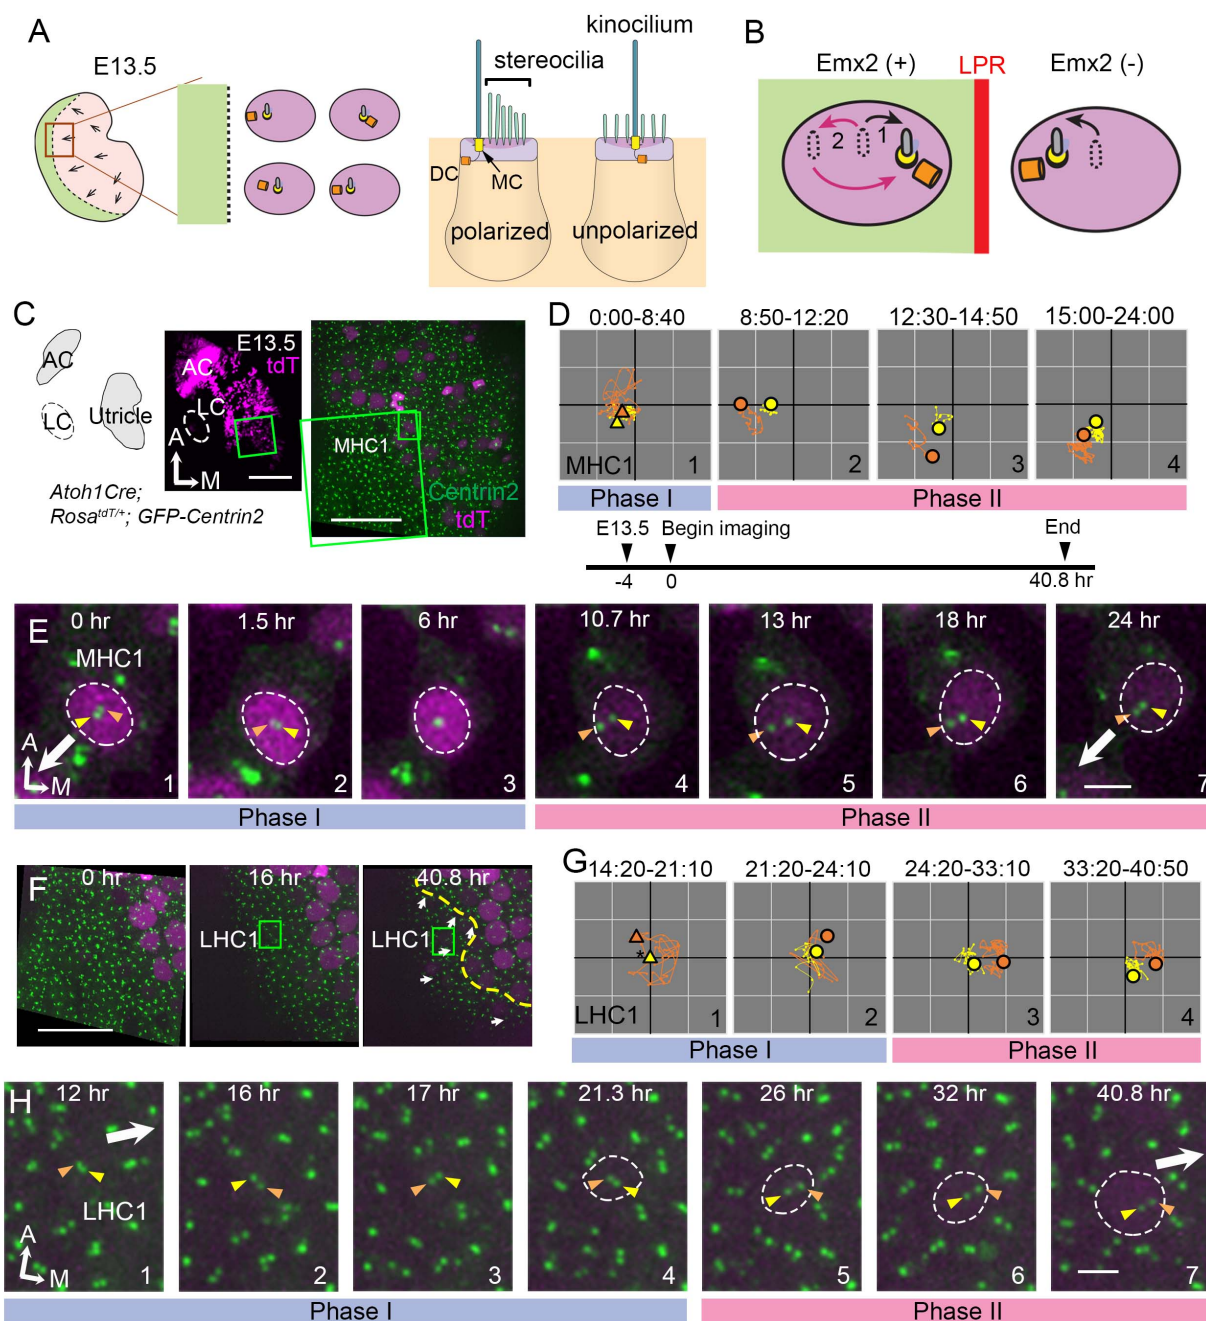 A
E13.5
kinocilium
stereocilia
DC
MC
polarized
unpolarized
B
Emx2 (+)
LPR
Emx2 (-)
2
1
C
AC
LC
Utricle
Atoh1Cre;
Rosa^tdT/+; GFP-Centrin2
E13.5
tdT
AC
LC
A
M
MHC1
Centrin2
tdT
D
0:00-8:40
8:50-12:20
12:30-14:50
15:00-24:00
MHC1
1
2
3
4
Phase I
Phase II
E13.5
Begin imaging
End
-4
0
40.8 hr
E
0 hr
1.5 hr
6 hr
10.7 hr
13 hr
18 hr
24 hr
MHC1
A
M
1
2
3
4
5
6
7
Phase I
Phase II
F
0 hr
16 hr
40.8 hr
LHC1
LHC1
G
14:20-21:10
21:20-24:10
24:20-33:10
33:20-40:50
*
LHC1
1
2
3
4
Phase I
Phase II
H
12 hr
16 hr
17 hr
21.3 hr
26 hr
32 hr
40.8 hr
LHC1
A
M
1
2
3
4
5
6
7
Phase I
Phase II